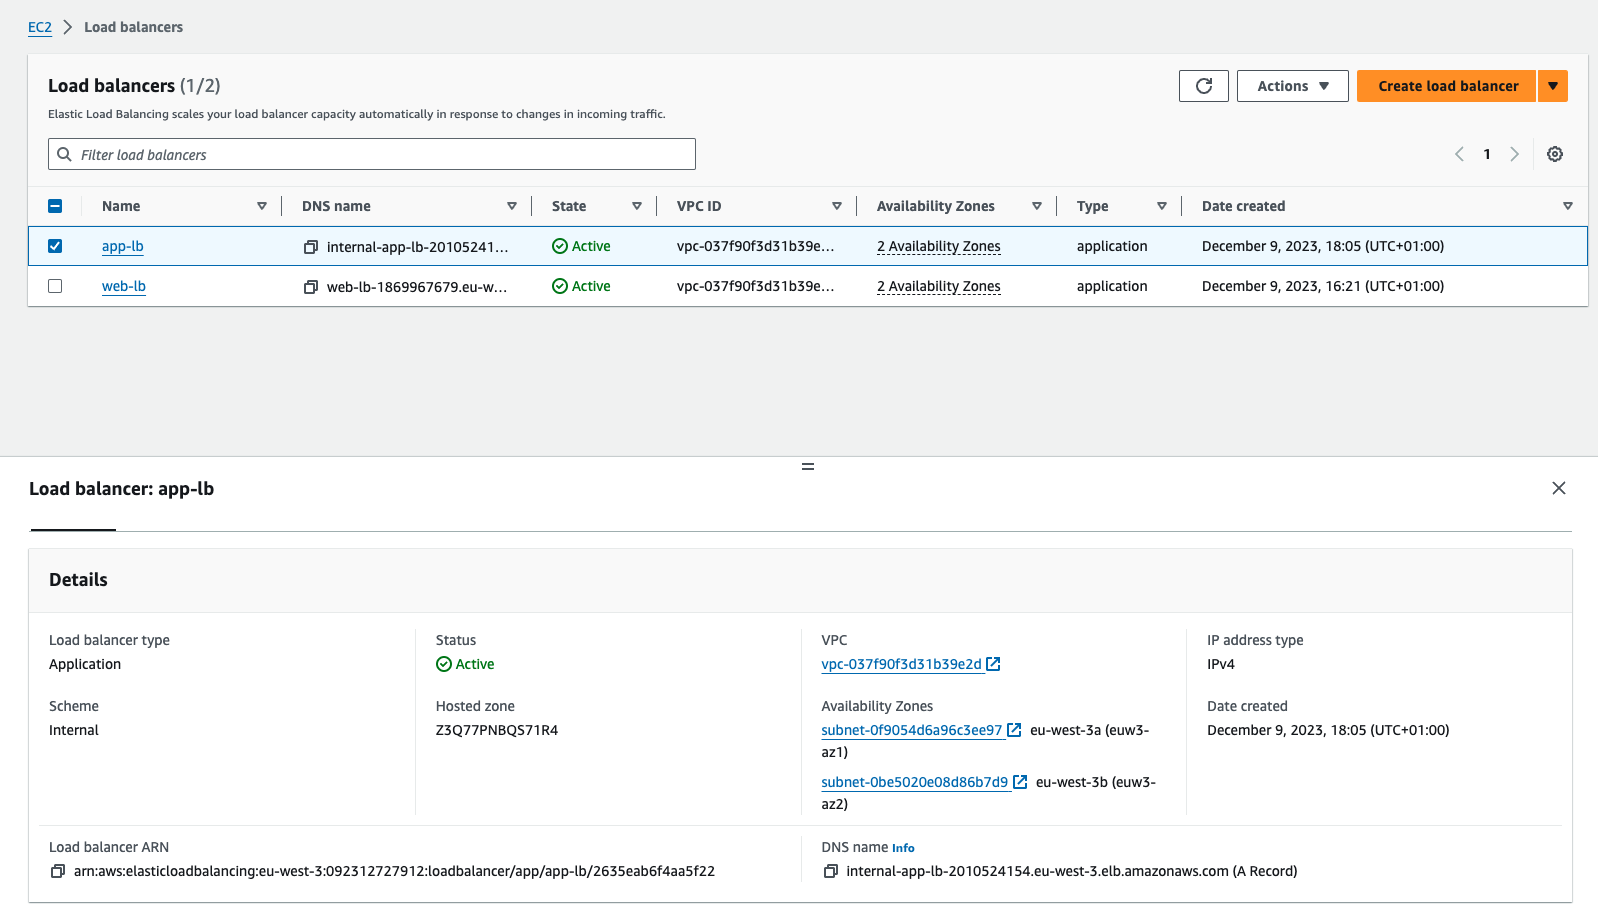 EC2 > Load balancers
Load balancers (1/2)
Actions
Create load balancer
Elastic Load Balancing scales your load balancer capacity automatically in response to changes in incoming traffic.
Filter load balancers
1
Name DNS name State VPC ID Availability Zones Type Date created
app-lb internal-app-lb-20105241... Active vpc-037f90f3d31b39e... 2 Availability Zones application December 9, 2023, 18:05 (UTC+01:00)
web-lb web-lb-1869967679.eu-w... Active vpc-037f90f3d31b39e... 2 Availability Zones application December 9, 2023, 16:21 (UTC+01:00)
Load balancer: app-lb
Details
Load balancer type
Application
Status
Active
VPC
vpc-037f90f3d31b39e2d
IP address type
IPv4
Scheme
Internal
Hosted zone
Z3Q77PNBQS71R4
Availability Zones
subnet-0f9054d6a96c3ee97 eu-west-3a (euw3-
az1)
subnet-0be5020e08d86b7d9 eu-west-3b (euw3-
az2)
Date created
December 9, 2023, 18:05 (UTC+01:00)
Load balancer ARN
arn:aws:elasticloadbalancing:eu-west-3:092312727912:loadbalancer/app/app-lb/2635eab6f4aa5f22
DNS name Info
internal-app-lb-2010524154.eu-west-3.elb.amazonaws.com (A Record)